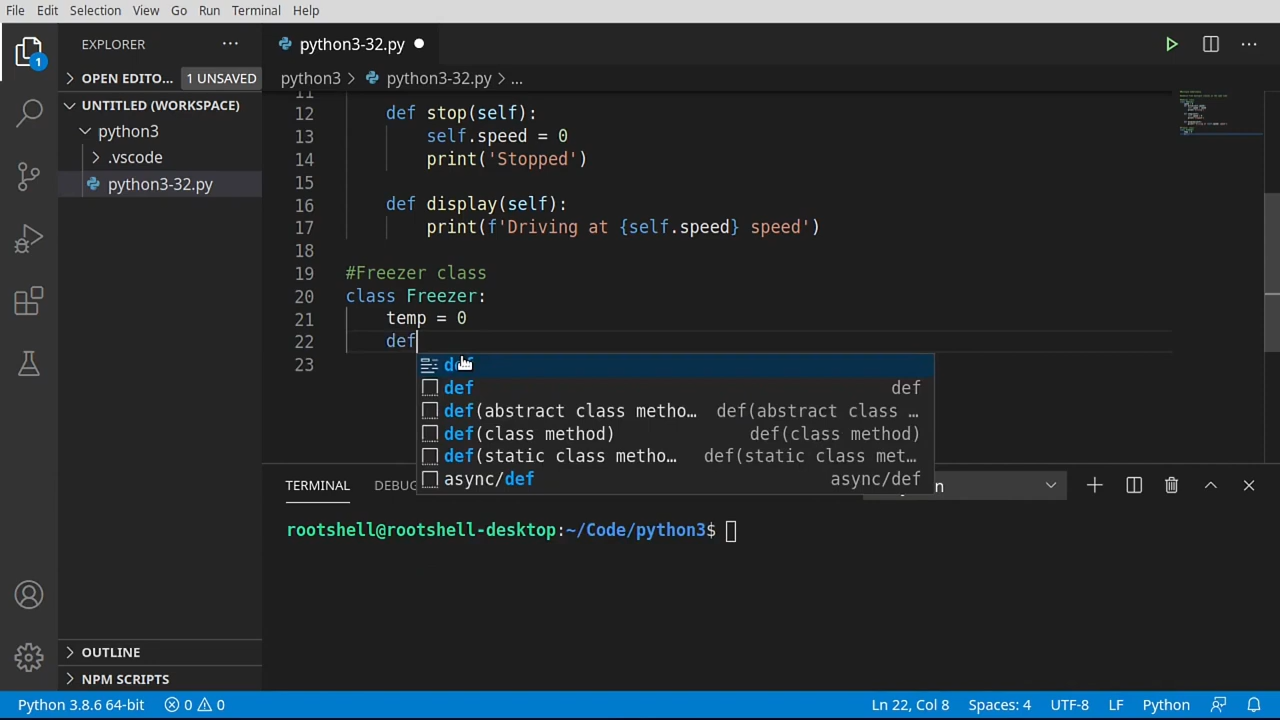 File Edit Selection View Go Run Terminal Help
EXPLORER
python3-32.py
1
OPEN EDITO... 1 UNSAVED
python3 > python3-32.py > ...
UNTITLED (WORKSPACE)
python3
.vscode
python3-32.py
11
12 def stop(self):
13 self.speed = 0
14 print('Stopped')
15
16 def display(self):
17 print(f'Driving at {self.speed} speed')
18
19 #Freezer class
20 class Freezer:
21 temp = 0
22 def
23
def
def def
def(abstract class metho... def(abstract class ...
def(class method) def(class method)
def(static class metho... def(static class met...
async/def async/def
TERMINAL DEBUG
rootshell@rootshell-desktop:~/Code/python3$
OUTLINE
NPM SCRIPTS
Python 3.8.6 64-bit 0 0 Ln 22, Col 8 Spaces: 4 UTF-8 LF Python